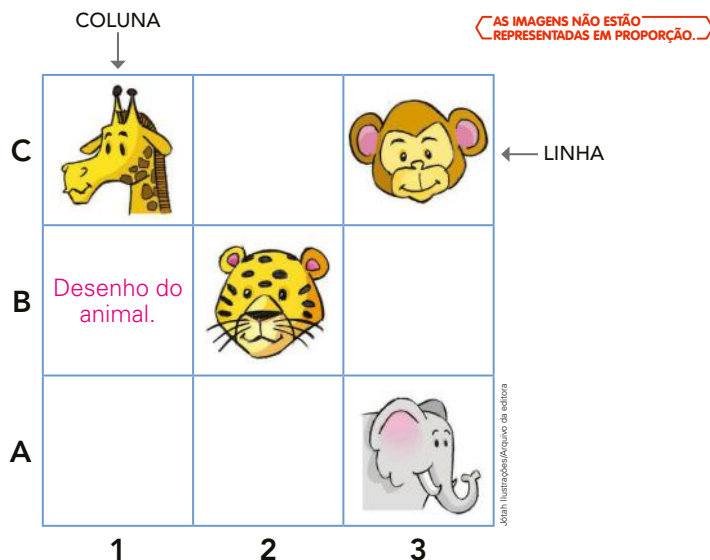 COLUNA
AS IMAGENS NÃO ESTÃO
REPRESENTADAS EM PROPORÇÃO.
C
LINHA
B
Desenho do
animal.
A
Jótah Ilustrações/Arquivo da editora
1 2 3